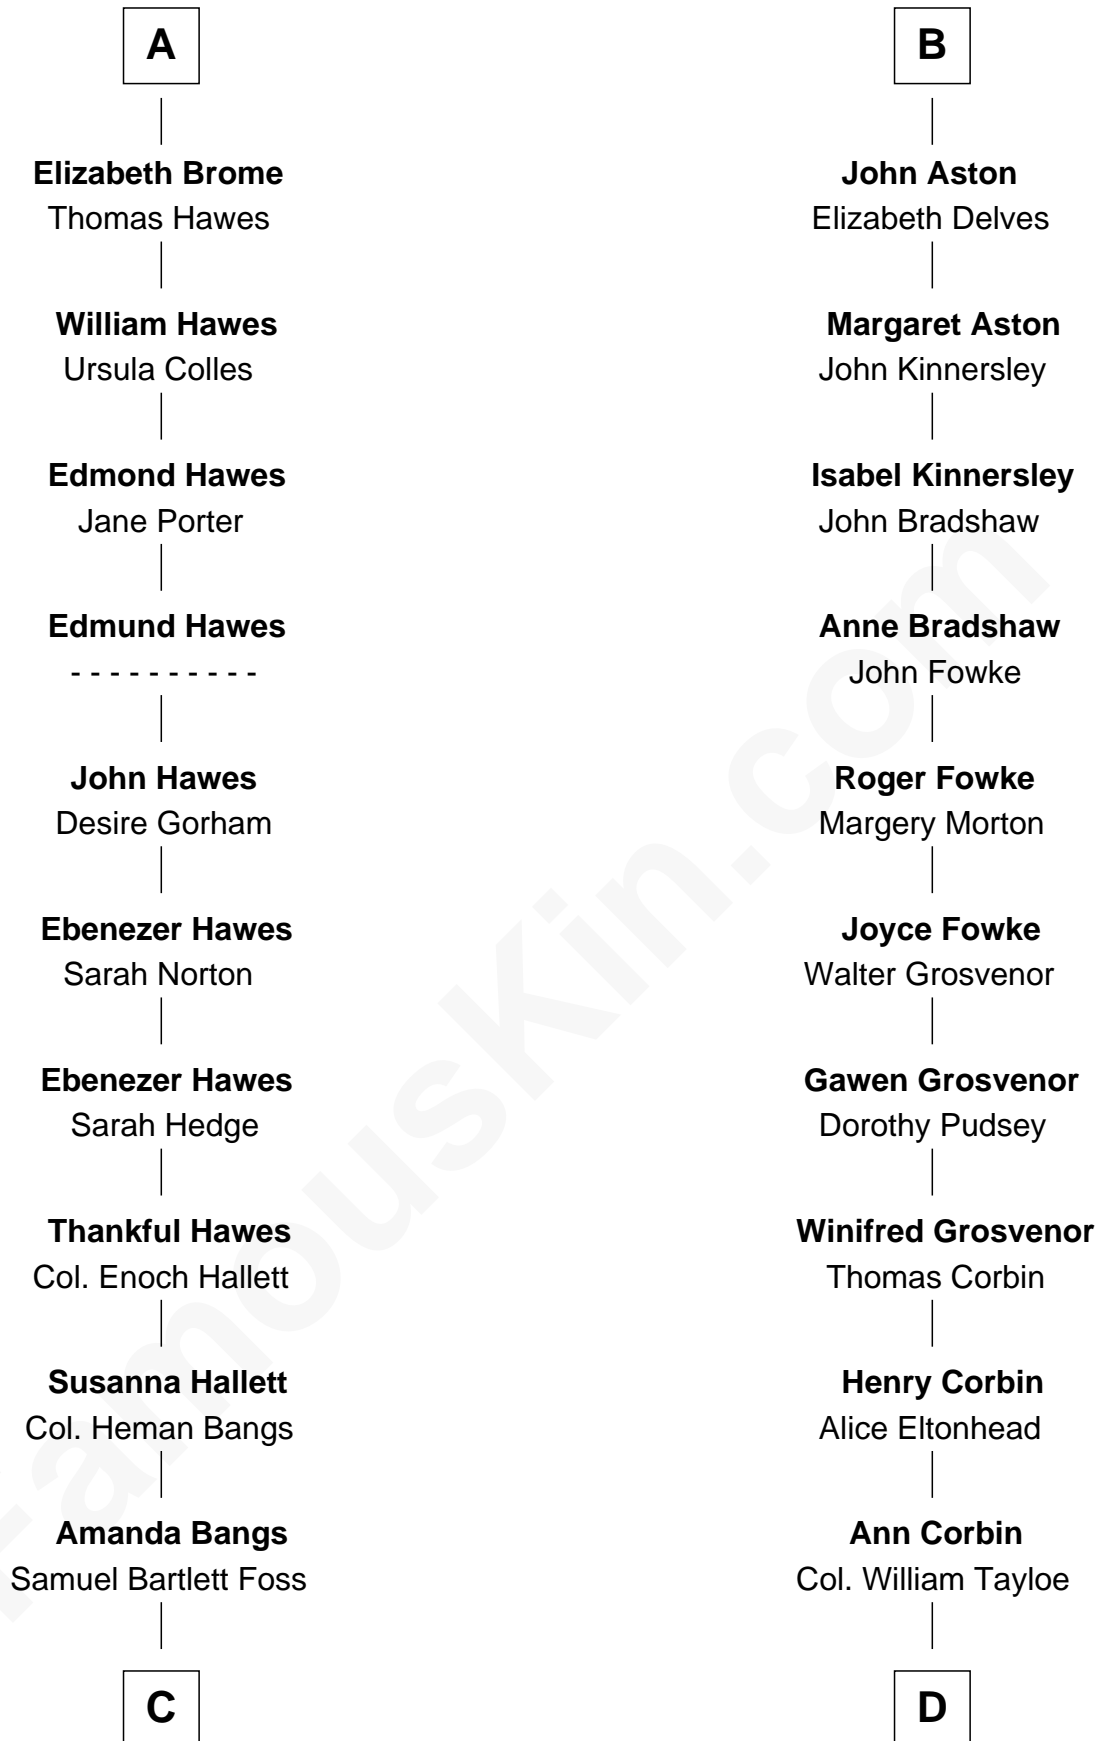 A
Elizabeth Brome
Thomas Hawes
William Hawes
Ursula Colles
Edmond Hawes
Jane Porter
Edmund Hawes
- - - - - - - - - -
John Hawes
Desire Gorham
Ebenezer Hawes
Sarah Norton
Ebenezer Hawes
Sarah Hedge
Thankful Hawes
Col. Enoch Hallett
Susanna Hallett
Col. Heman Bangs
Amanda Bangs
Samuel Bartlett Foss
C
B
John Aston
Elizabeth Delves
Margaret Aston
John Kinnersley
Isabel Kinnersley
John Bradshaw
Anne Bradshaw
John Fowke
Roger Fowke
Margery Morton
Joyce Fowke
Walter Grosvenor
Gawen Grosvenor
Dorothy Pudsey
Winifred Grosvenor
Thomas Corbin
Henry Corbin
Alice Eltonhead
Ann Corbin
Col. William Tayloe
D
FamousKin.com